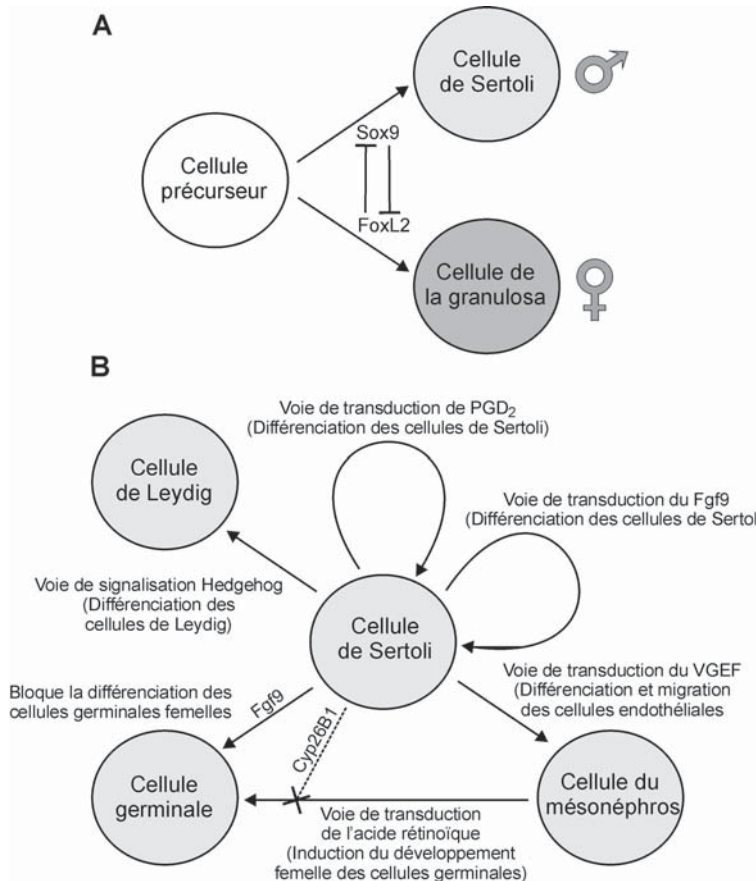 A
Cellule
de Sertoli
Sox9
Cellule
précurseur
FoxL2
Cellule de
la granulosa
B
Voie de transduction de PGD₂
(Différenciation des cellules de Sertoli)
Cellule
de Leydig
Voie de transduction du Fgf9
(Différenciation des cellules de Sertol
Voie de signalisation Hedgehog
(Différenciation des
cellules de Leydig)
Cellule
de Sertoli
Voie de transduction du VGEF
(Différenciation et migration
des cellules endothéliales
Bloque la différenciation des
cellules germinales femelles
Fgf9
Cyp26B1
Cellule
germinale
Cellule du
mésonéphros
Voie de transduction
de l'acide rétinoïque
(Induction du développement
femelle des cellules germinales)